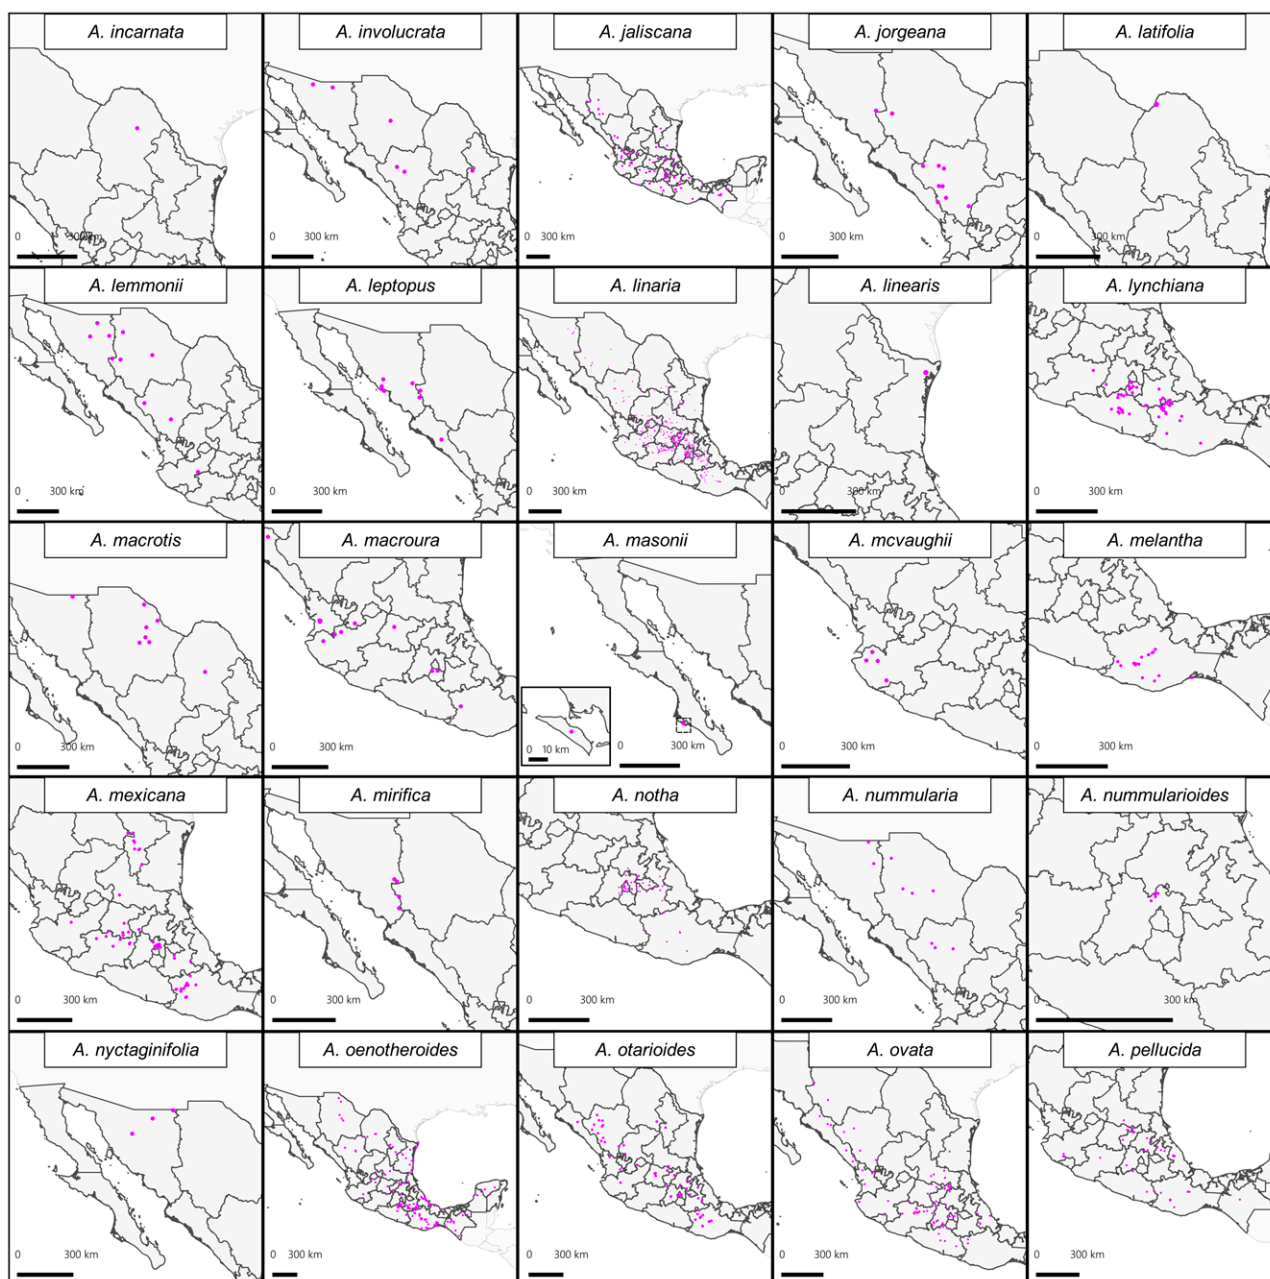 A. incarnata
A. involucrata
A. jaliscana
A. jorgeana
A. latifolia
0 300 km
0 300 km
0 300 km
0 300 km
0 300 km
A. lemmonii
A. leptopus
A. linaria
A. linearis
A. lynchiana
0 300 km
0 300 km
0 300 km
0 300 km
0 300 km
A. macrotis
A. macroura
A. masonii
A. mcvaughii
A. melantha
0 300 km
0 300 km
0 10 km
0 300 km
0 300 km
0 300 km
A. mexicana
A. mirifica
A. notha
A. nummularia
A. nummularioides
0 300 km
0 300 km
0 300 km
0 300 km
0 300 km
A. nyctaginifolia
A. oenotheroides
A. otarioides
A. ovata
A. pellucida
0 300 km
0 300 km
0 300 km
0 300 km
0 300 km